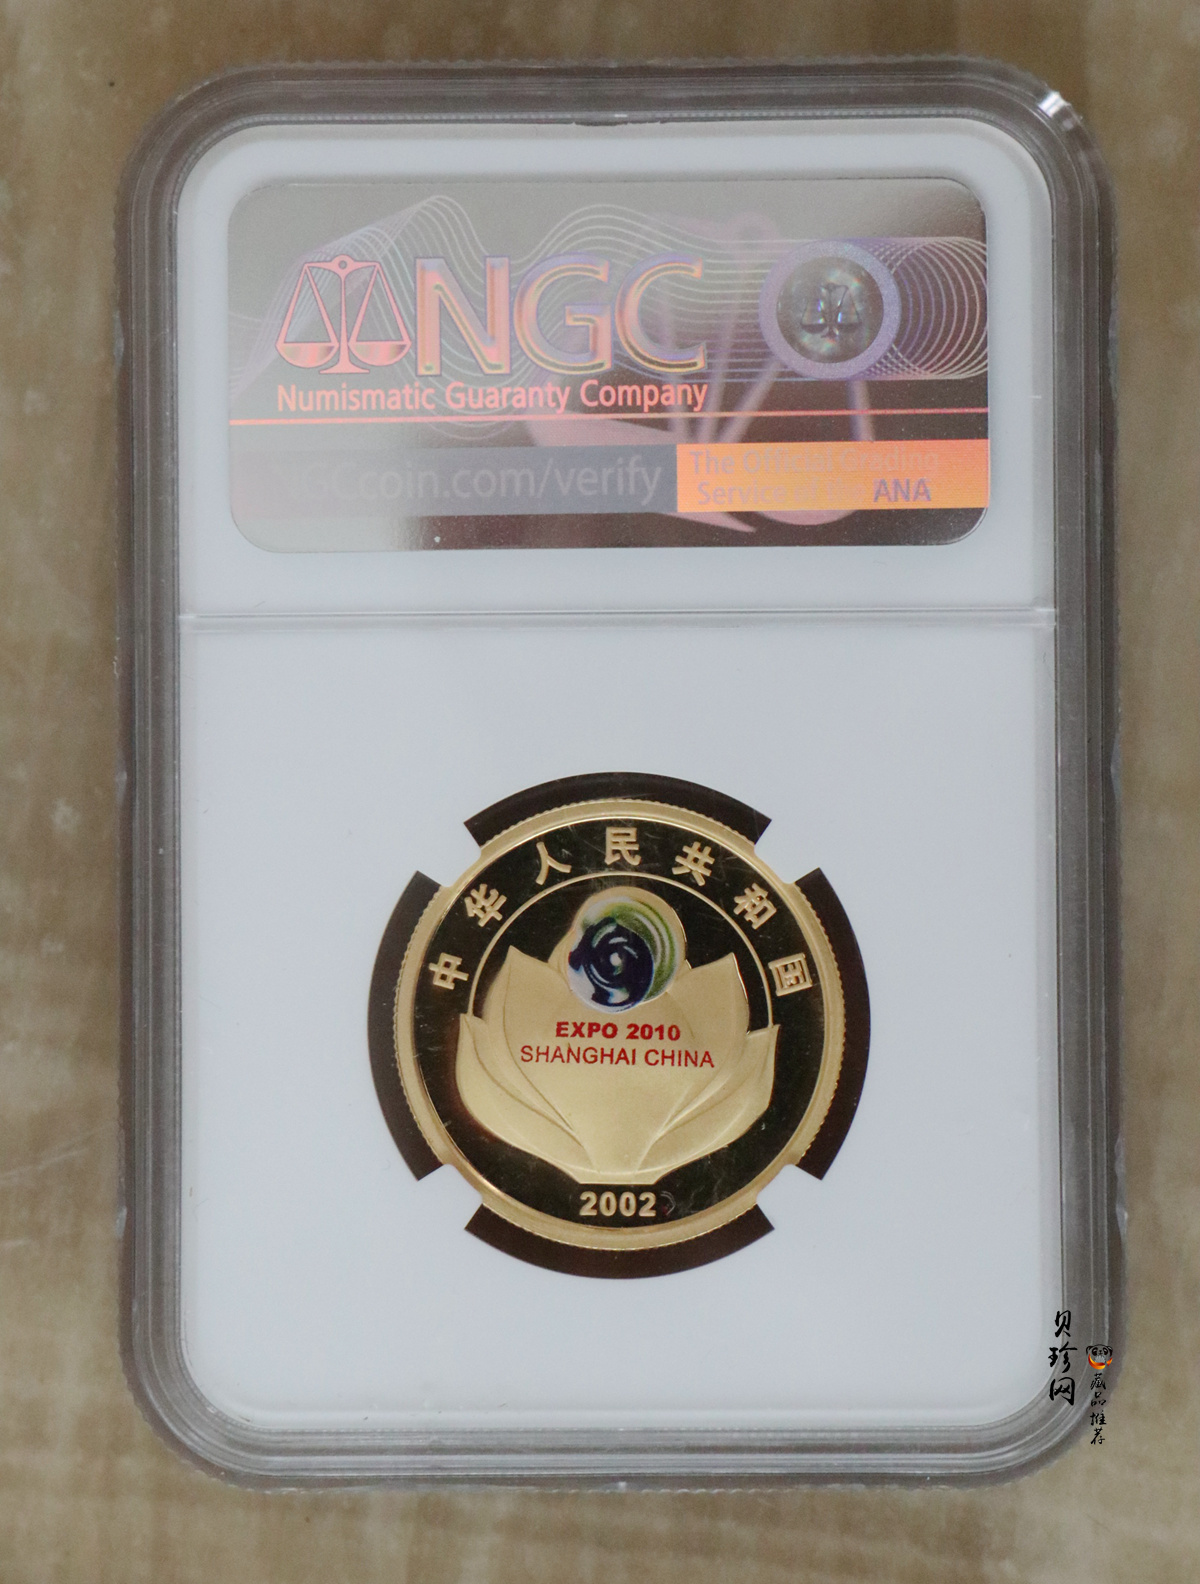 NGC
Numismatic Guaranty Company
NGCcoin.com/verify
The Official Grading
Service of the ANA
中华人民共和国
EXPO 2010
SHANGHAI CHINA
2002
贝珍网
藏品推荐